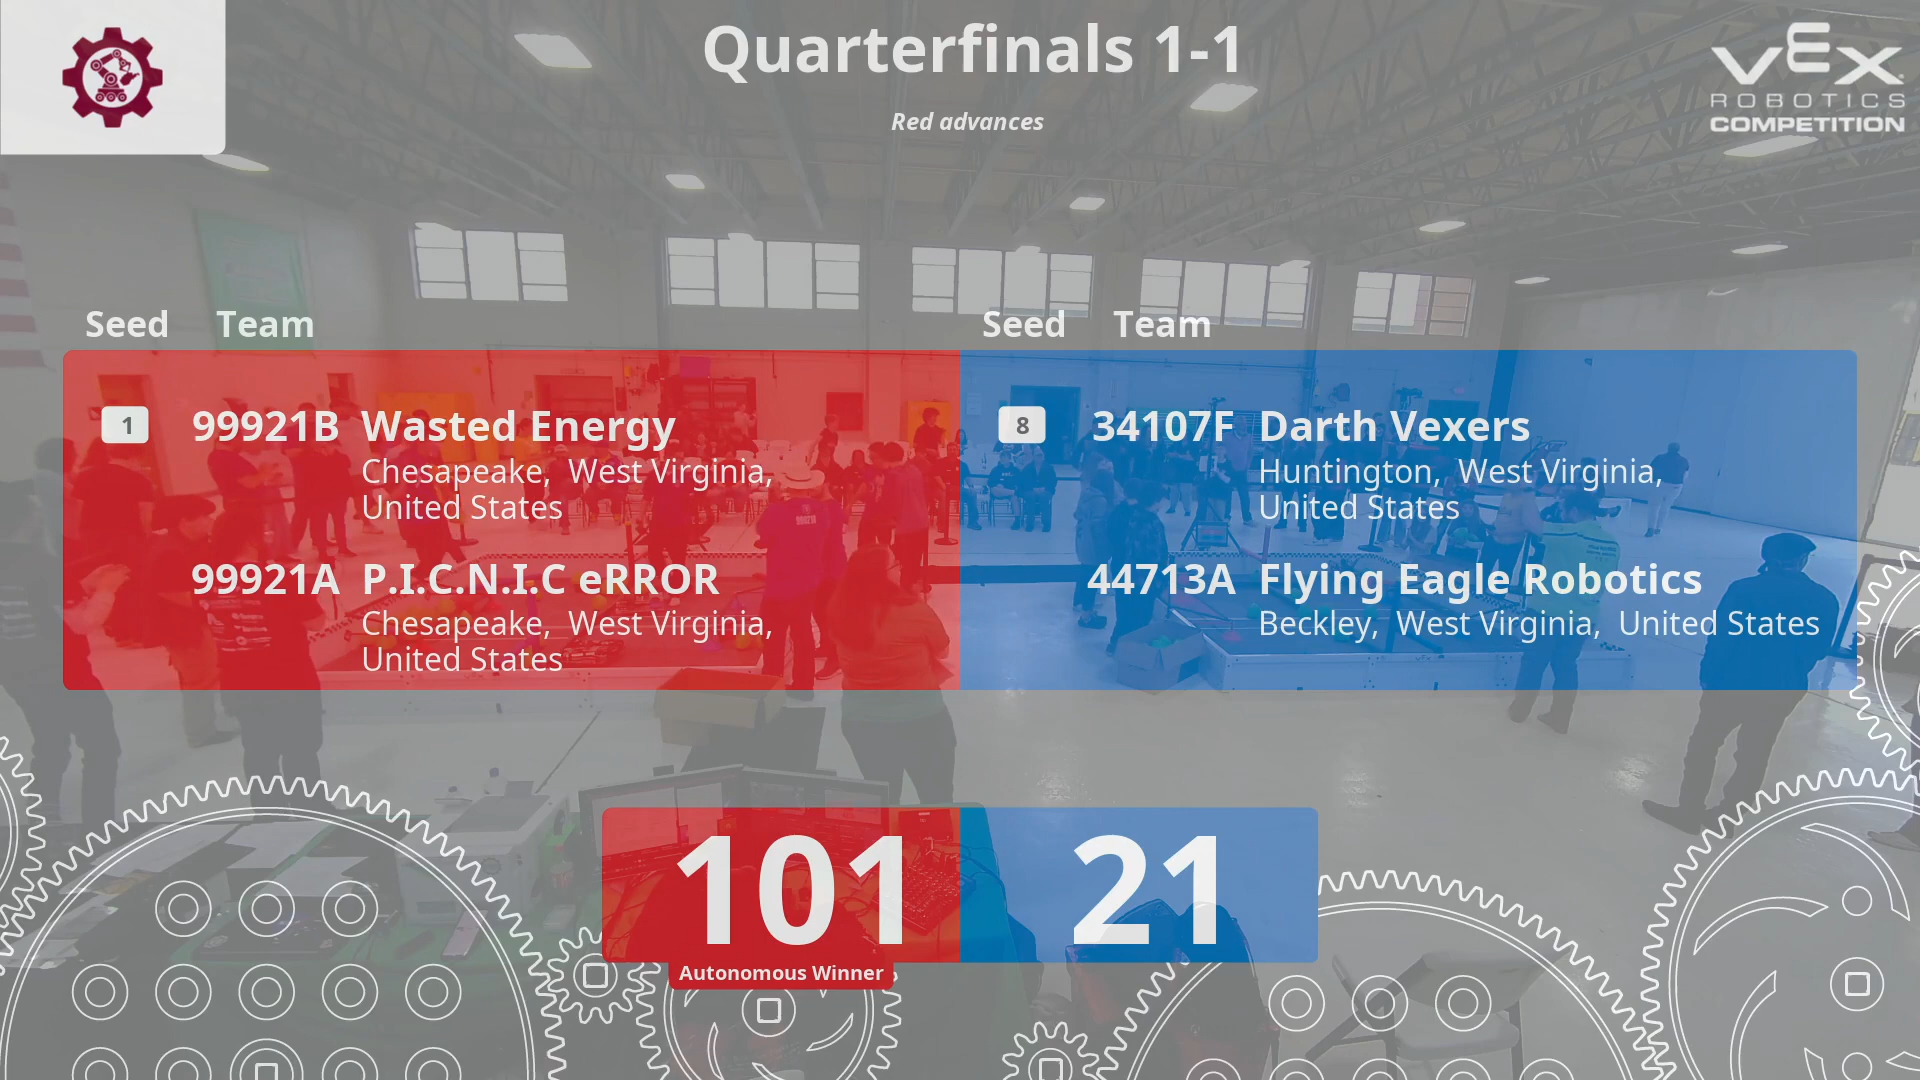 Quarterfinals 1-1
Red advances
VEX
ROBOTICS
COMPETITION
Seed Team
1 99921B Wasted Energy
Chesapeake, West Virginia,
United States
99921A P.I.C.N.I.C eRROR
Chesapeake, West Virginia,
United States
Seed Team
8 34107F Darth Vexers
Huntington, West Virginia,
United States
44713A Flying Eagle Robotics
Beckley, West Virginia, United States
101
Autonomous Winner
21